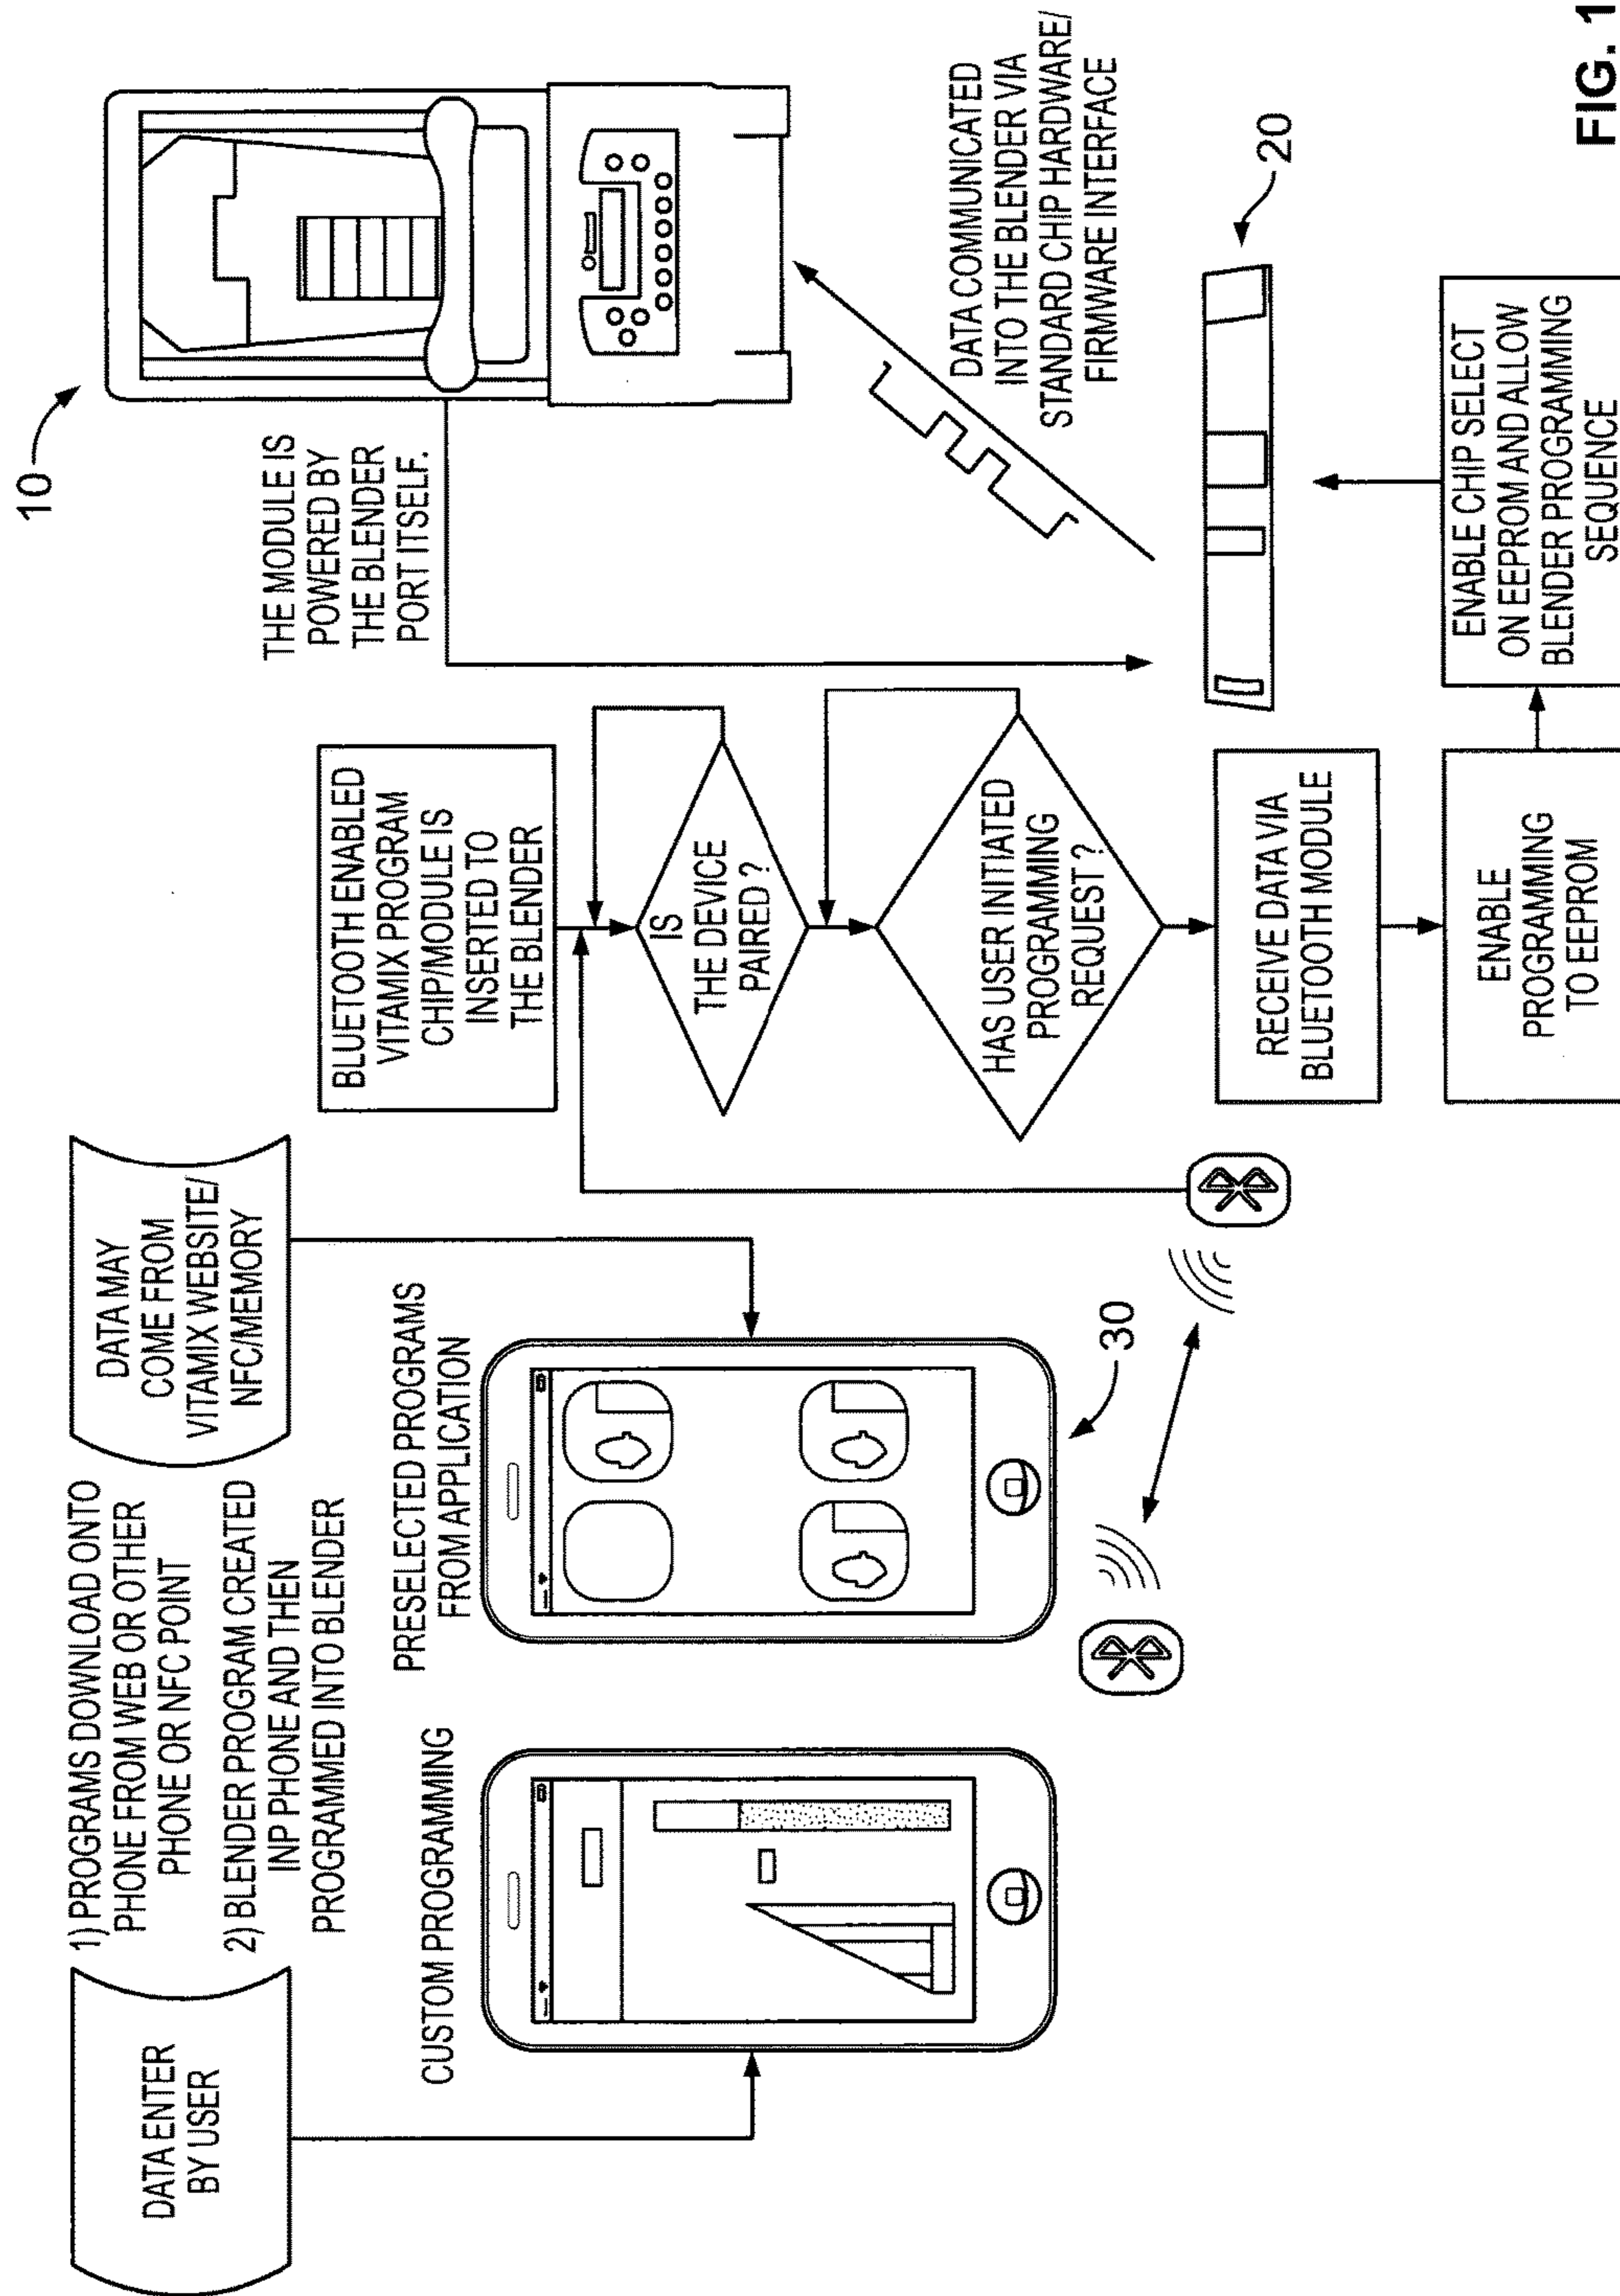 DATA ENTER
BY USER
1) PROGRAMS DOWNLOAD ONTO
PHONE FROM WEB OR OTHER
PHONE OR NFC POINT
2) BLENDER PROGRAM CREATED
INP PHONE AND THEN
PROGRAMMED INTO BLENDER
DATA MAY
COME FROM
VITAMIX WEBSITE/
NFC/MEMORY
CUSTOM PROGRAMMING
PRESELECTED PROGRAMS
FROM APPLICATION
30
BLUETOOTH ENABLED
VITAMIX PROGRAM
CHIP/MODULE IS
INSERTED TO
THE BLENDER
IS
THE DEVICE
PAIRED ?
HAS USER INITIATED
PROGRAMMING
REQUEST ?
RECEIVE DATA VIA
BLUETOOTH MODULE
ENABLE
PROGRAMMING
TO EEPROM
ENABLE CHIP SELECT
ON EEPROM AND ALLOW
BLENDER PROGRAMMING
SEQUENCE
THE MODULE IS
POWERED BY
THE BLENDER
PORT ITSELF.
10
DATA COMMUNICATED
INTO THE BLENDER VIA
STANDARD CHIP HARDWARE/
FIRMWARE INTERFACE
20
FIG. 1